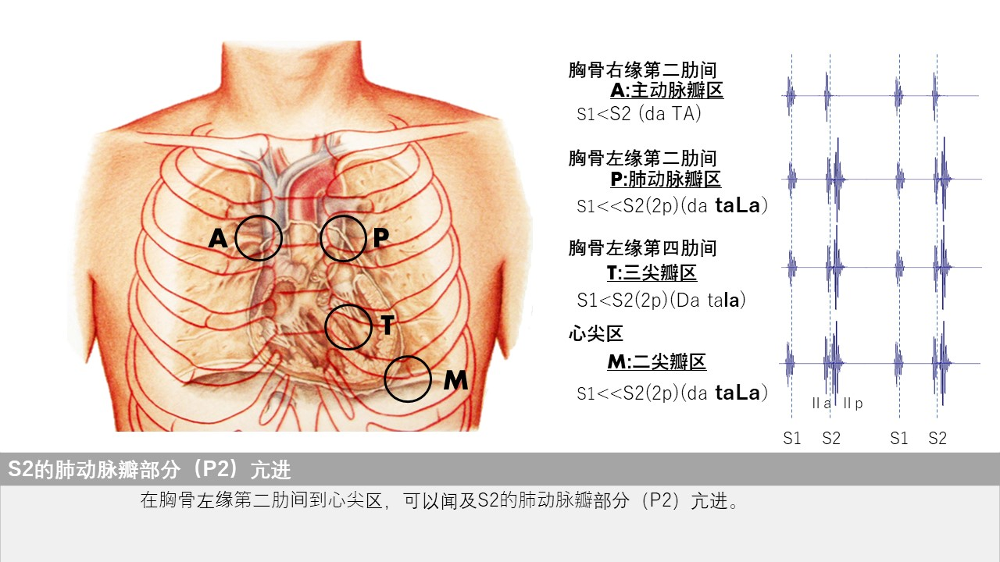 A
P
T
M
胸骨右缘第二肋间
A:主动脉瓣区
S1<S2 (da TA)
胸骨左缘第二肋间
P:肺动脉瓣区
S1<<S2(2p)(da taLa)
胸骨左缘第四肋间
T:三尖瓣区
S1<S2(2p)(Da tala)
心尖区
M:二尖瓣区
S1<<S2(2p)(da taLa)
II a II p
S1 S2 S1 S2
S2的肺动脉瓣部分（P2）亢进
在胸骨左缘第二肋间到心尖区，可以闻及S2的肺动脉瓣部分（P2）亢进。